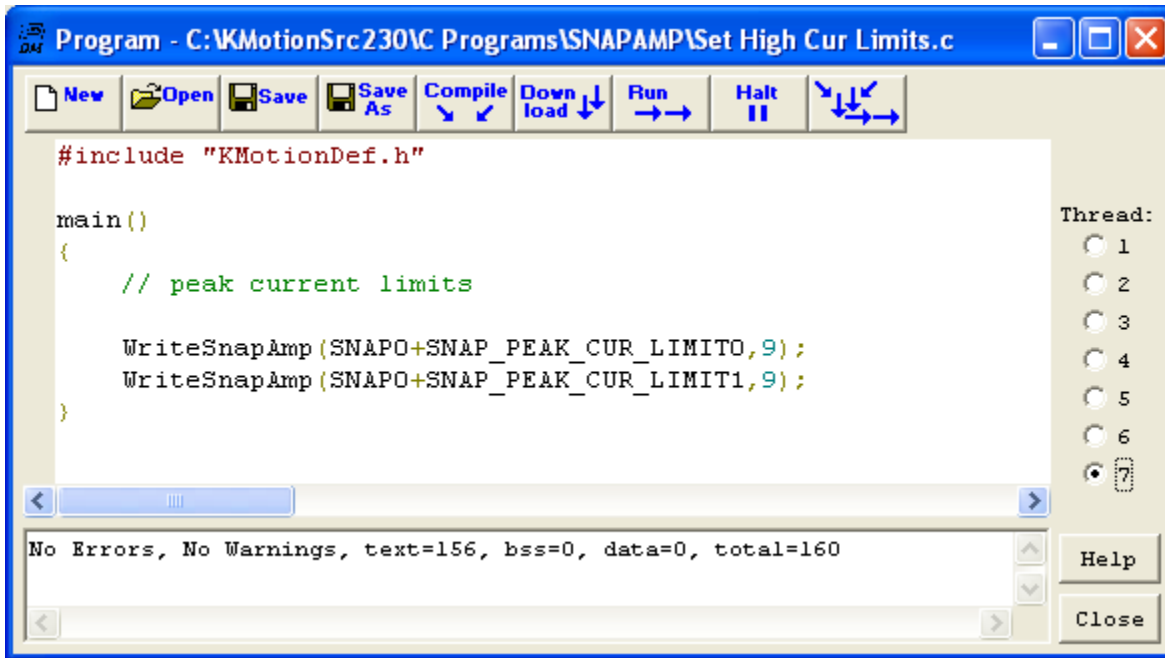 Program - C:\KMotionSrc230\C Programs\SNAPAMP\Set High Cur Limits.c
New Open Save Save As Compile Down load Run Halt
#include "KMotionDef.h"
main()
{
// peak current limits
WriteSnapAmp(SNAP0+SNAP_PEAK_CUR_LIMIT0,9);
WriteSnapAmp(SNAP0+SNAP_PEAK_CUR_LIMIT1,9);
}
Thread:
1
2
3
4
5
6
7
No Errors, No Warnings, text=156, bss=0, data=0, total=160
Help
Close